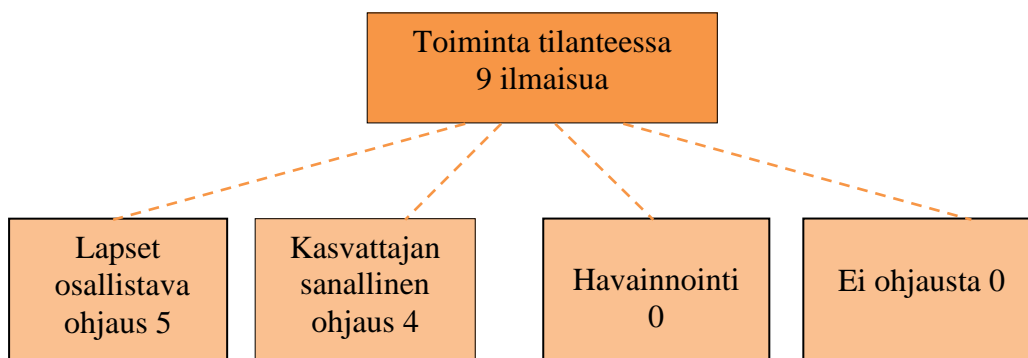 Toiminta tilanteessa
9 ilmaisua
Lapset
osallistava
ohjaus 5
Kasvattajan
sanallinen
ohjaus 4
Havainnointi
0
Ei ohjausta 0